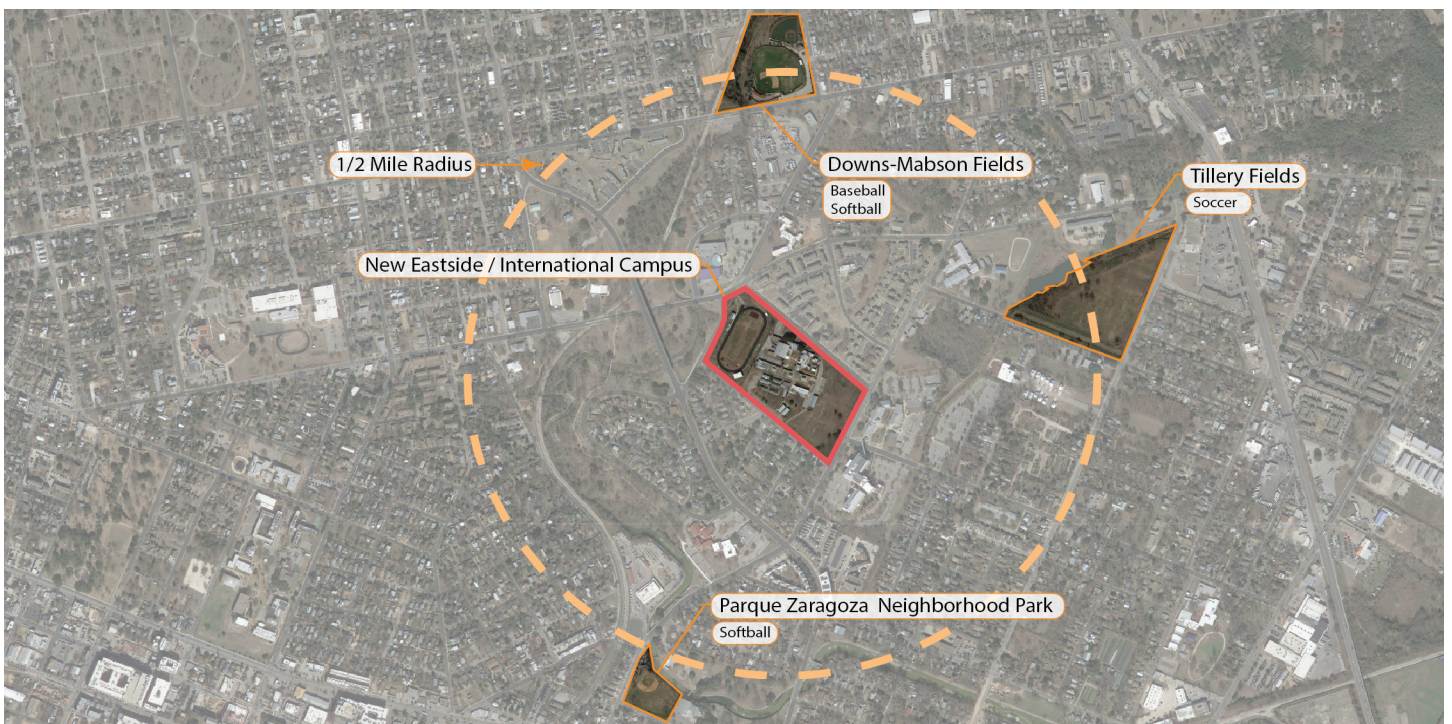 1/2 Mile Radius
Downs-Mabson Fields
Baseball
Softball
Tillery Fields
Soccer
New Eastside / International Campus
Parque Zaragoza Neighborhood Park
Softball